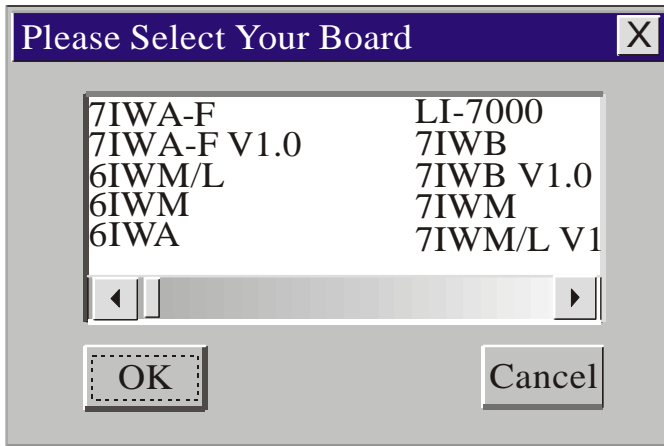 Please Select Your Board X
7IWA-F LI-7000
7IWA-F V1.0 7IWB
6IWM/L 7IWB V1.0
6IWM 7IWM
6IWA 7IWM/L V1
OK Cancel